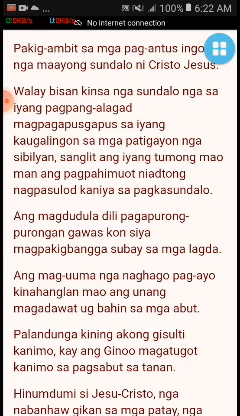 100% 6:22 AM
No internet connection
Pakig-ambit sa mga pag-antus ingo
nga maayong sundalo ni Cristo Jesus.
Walay bisan kinsa nga sundalo nga sa
iyang pagpang-alagad
magpagapusgapus sa iyang
kaugalingon sa mga patigayon nga
sibilyan, sanglit ang iyang tumong mao
man ang pagpahimuot niadtong
nagpasulod kaniya sa pagkasundalo.
Ang magdudula dili pagapurong-
purongan gawas kon siya
magpakigbangga subay sa mga lagda.
Ang mag-uuma nga naghago pag-ayo
kinahanglan mao ang unang
magadawat ug bahin sa mga abut.
Palandunga kining akong gisulti
kanimo, kay ang Ginoo magatugot
kanimo sa pagsabut sa tanan.
Hinumdumi si Jesu-Cristo, nga
nabanhaw gikan sa mga patay, nga